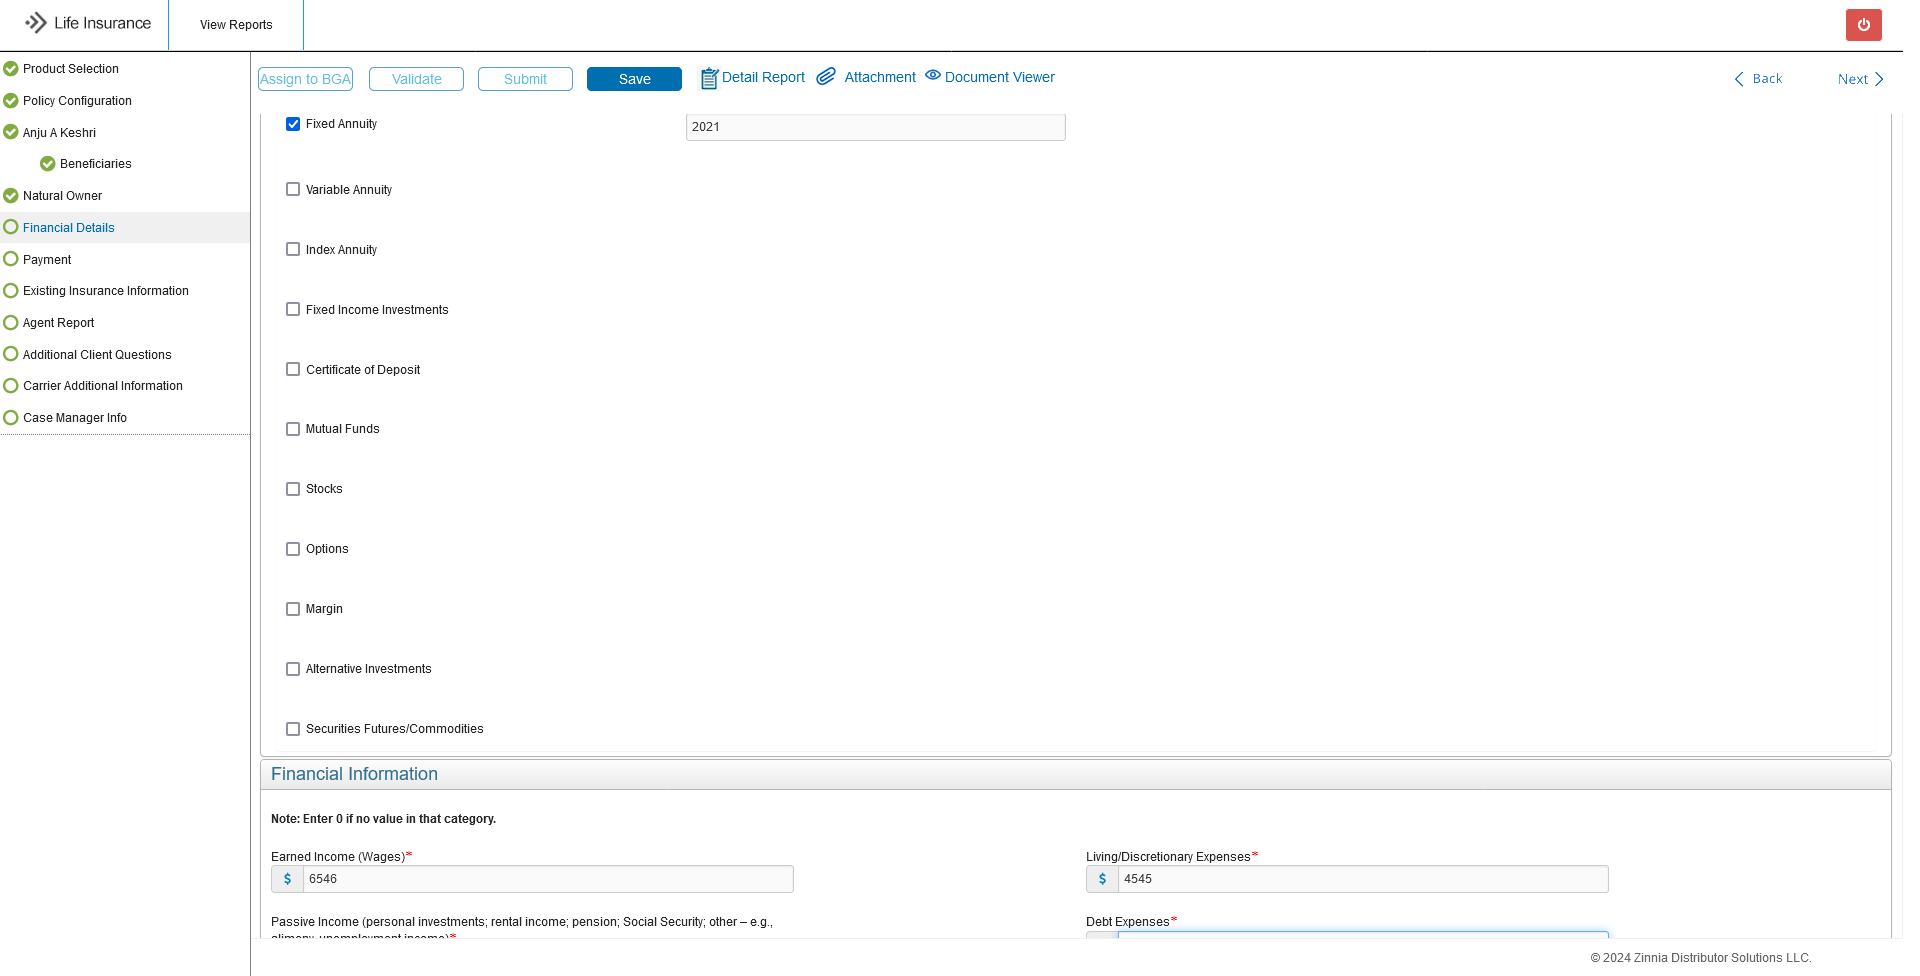 Life Insurance
View Reports
Product Selection
Policy Configuration
Anju A Keshri
Beneficiaries
Natural Owner
Financial Details
Payment
Existing Insurance Information
Agent Report
Additional Client Questions
Carrier Additional Information
Case Manager Info
Assign to BGA
Validate
Submit
Save
Detail Report
Attachment
Document Viewer
Back
Next
Fixed Annuity
2021
Variable Annuity
Index Annuity
Fixed Income Investments
Certificate of Deposit
Mutual Funds
Stocks
Options
Margin
Alternative Investments
Securities Futures/Commodities
Financial Information
Note: Enter 0 if no value in that category.
Earned Income (Wages)*
$ 6546
Living/Discretionary Expenses*
$ 4545
Passive Income (personal investments; rental income; pension; Social Security; other – e.g.,
alimony, unemployment income)*
Debt Expenses*
© 2024 Zinnia Distributor Solutions LLC.